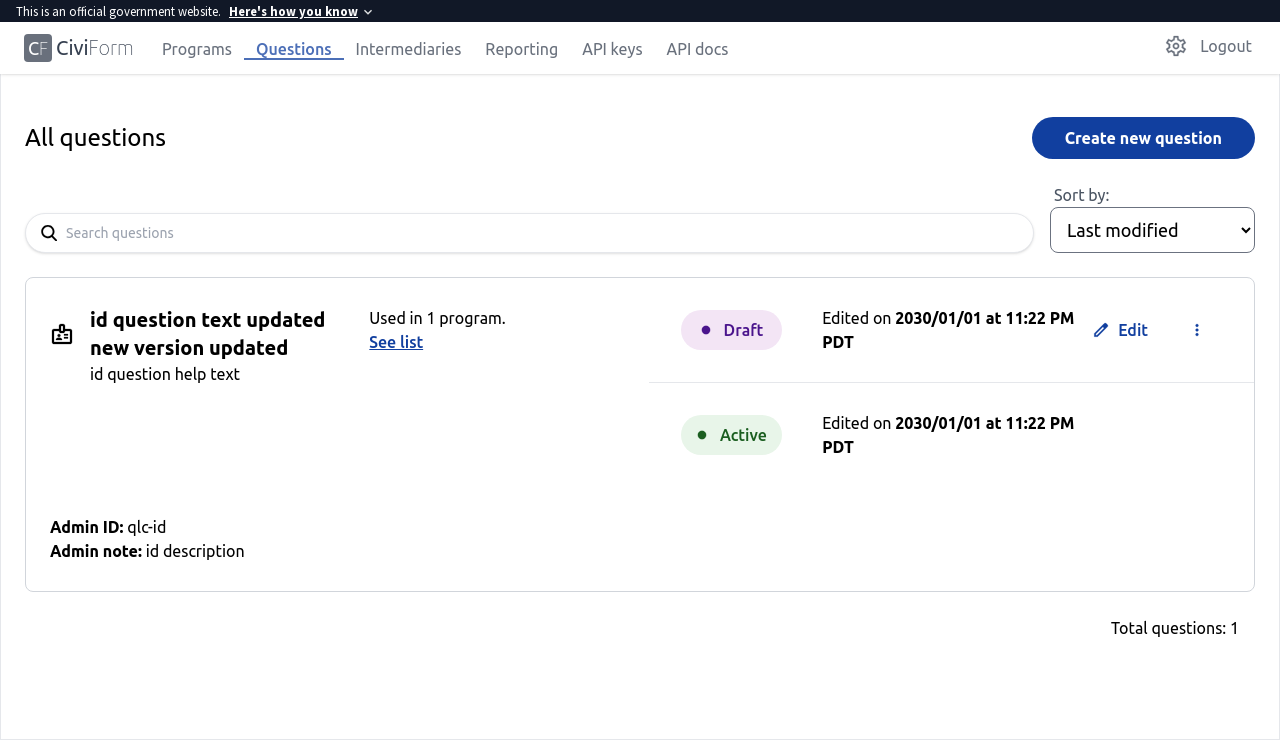 This is an official government website. Here's how you know
CF CiviForm Programs Questions Intermediaries Reporting API keys API docs Logout
All questions
Create new question
Sort by:
Search questions
Last modified
id question text updated
new version updated
id question help text
Used in 1 program.
See list
Draft
Edited on 2030/01/01 at 11:22 PM
PDT
Edit
Active
Edited on 2030/01/01 at 11:22 PM
PDT
Admin ID: qlc-id
Admin note: id description
Total questions: 1